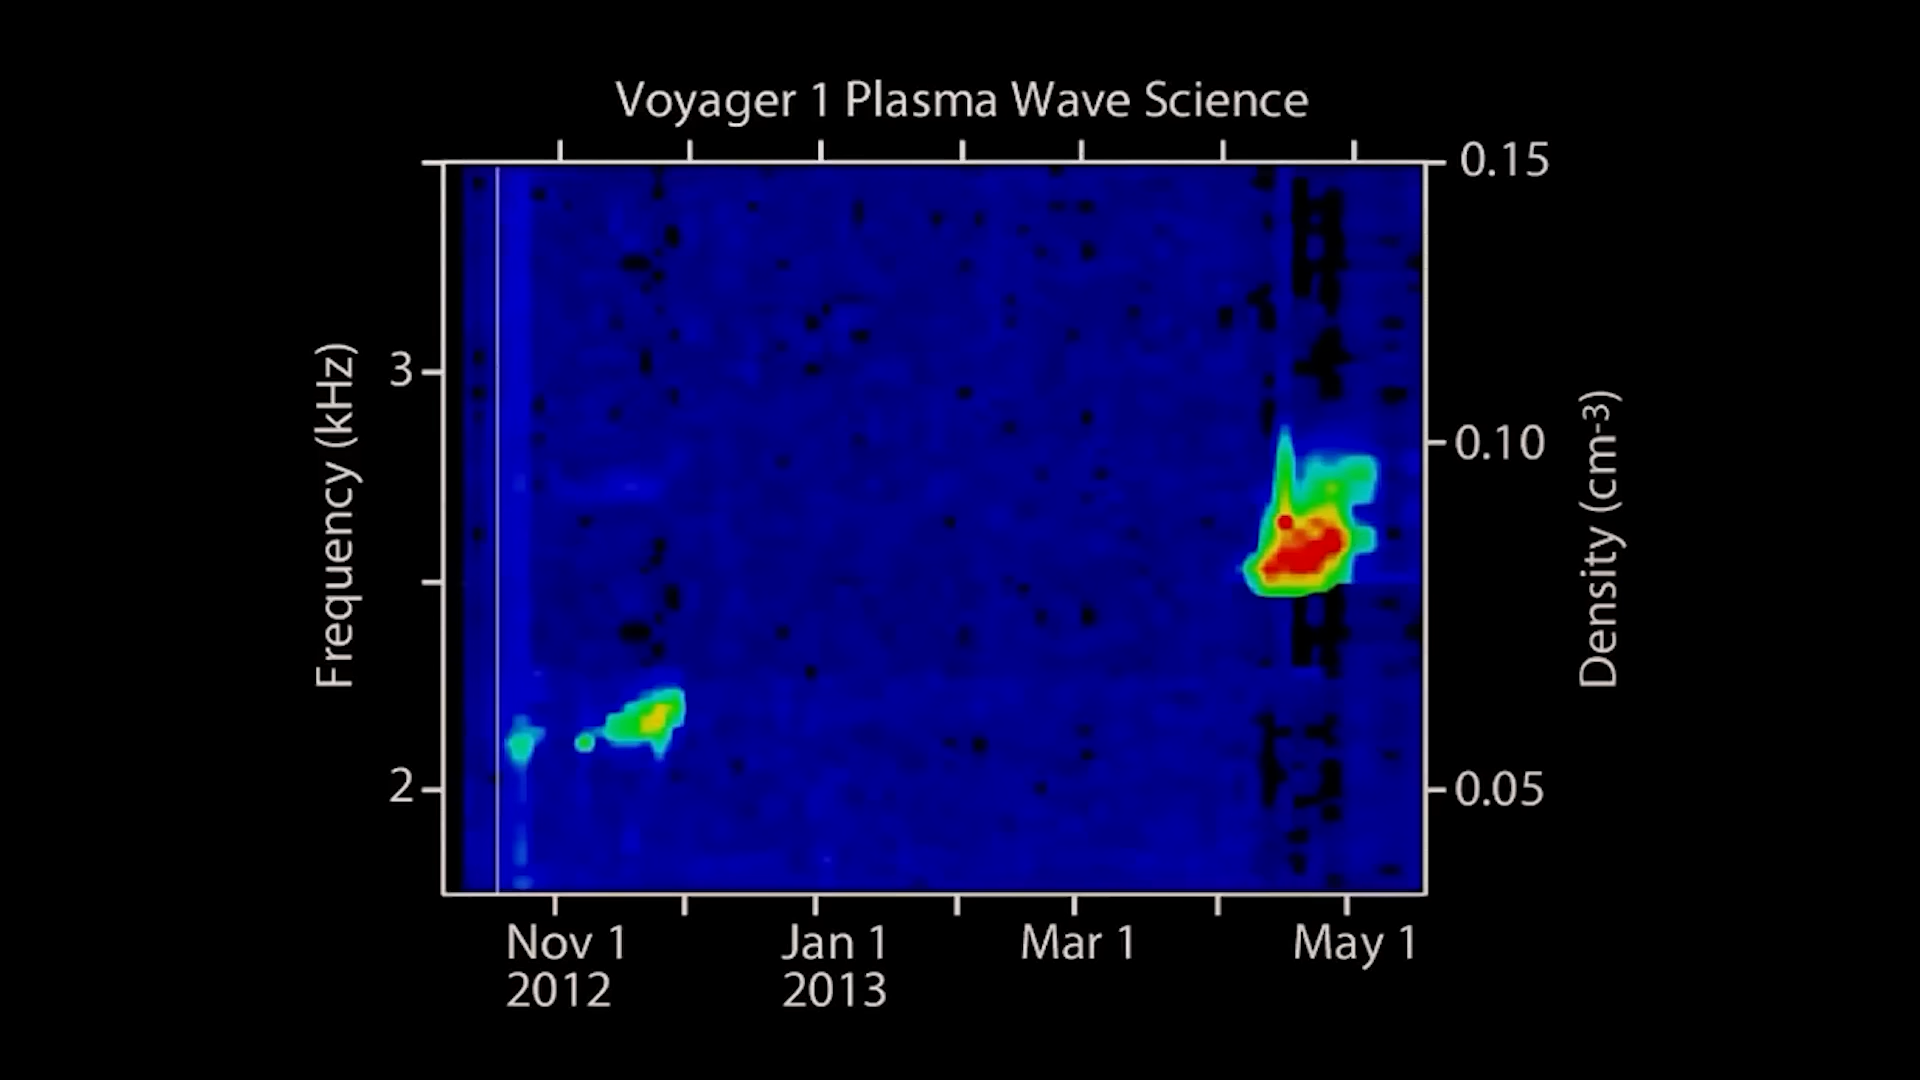 Voyager 1 Plasma Wave Science
0.15
3
0.10
Frequency (kHz)
Density (cm-3)
2
0.05
Nov 1
2012
Jan 1
2013
Mar 1
May 1